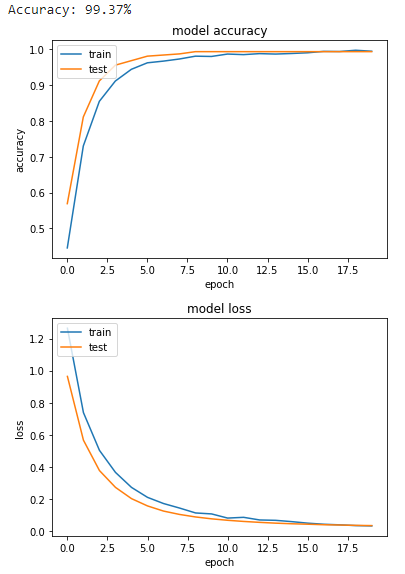 Accuracy: 99.37%
model accuracy
1.0
0.9
0.8
0.7
0.6
0.5
accuracy
train
test
0.0 2.5 5.0 7.5 10.0 12.5 15.0 17.5
epoch
model loss
1.2
1.0
0.8
0.6
0.4
0.2
0.0
loss
train
test
0.0 2.5 5.0 7.5 10.0 12.5 15.0 17.5
epoch